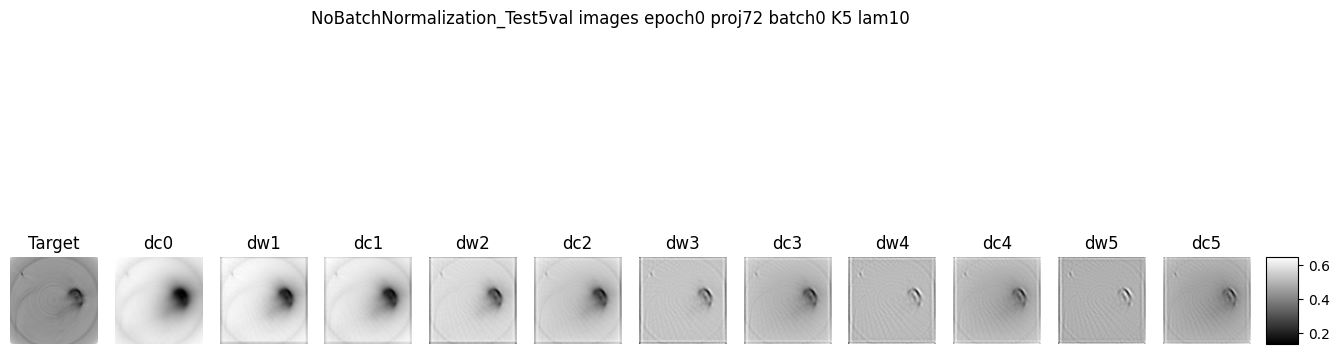 NoBatchNormalization_Test5val images epoch0 proj72 batch0 K5 lam10
Target dc0 dw1 dc1 dw2 dc2 dw3 dc3 dw4 dc4 dw5 dc5
0.6
0.4
0.2